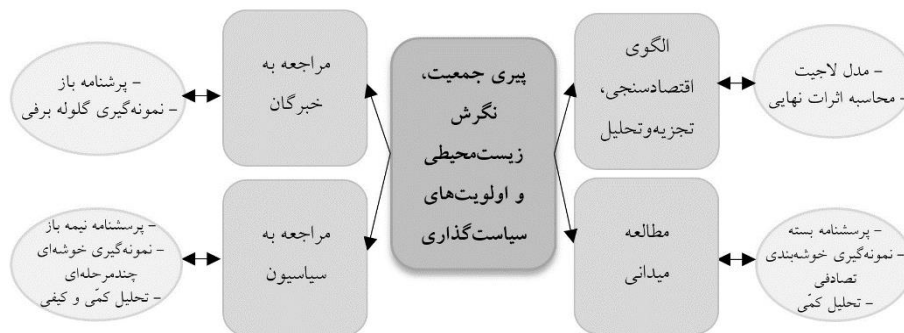 الگوی
اقتصادسنجی،
تجزیه‌وتحلیل
– مدل لاجیت
– محاسبه اثرات نهایی
مطالعه
میدانی
– پرسشنامه بسته
– نمونه‌گیری خوشه‌بندی
تصادفی
– تحلیل کمّی
پیری جمعیت،
نگرش
زیست‌محیطی
و اولویت‌های
سیاست‌گذاری
مراجعه به
خبرگان
– پرشنامه باز
– نمونه‌گیری گلوله برفی
مراجعه به
سیاسیون
– پرسشنامه نیمه باز
– نمونه‌گیری خوشه‌ای
چندمرحله‌ای
– تحلیل کمّی و کیفی